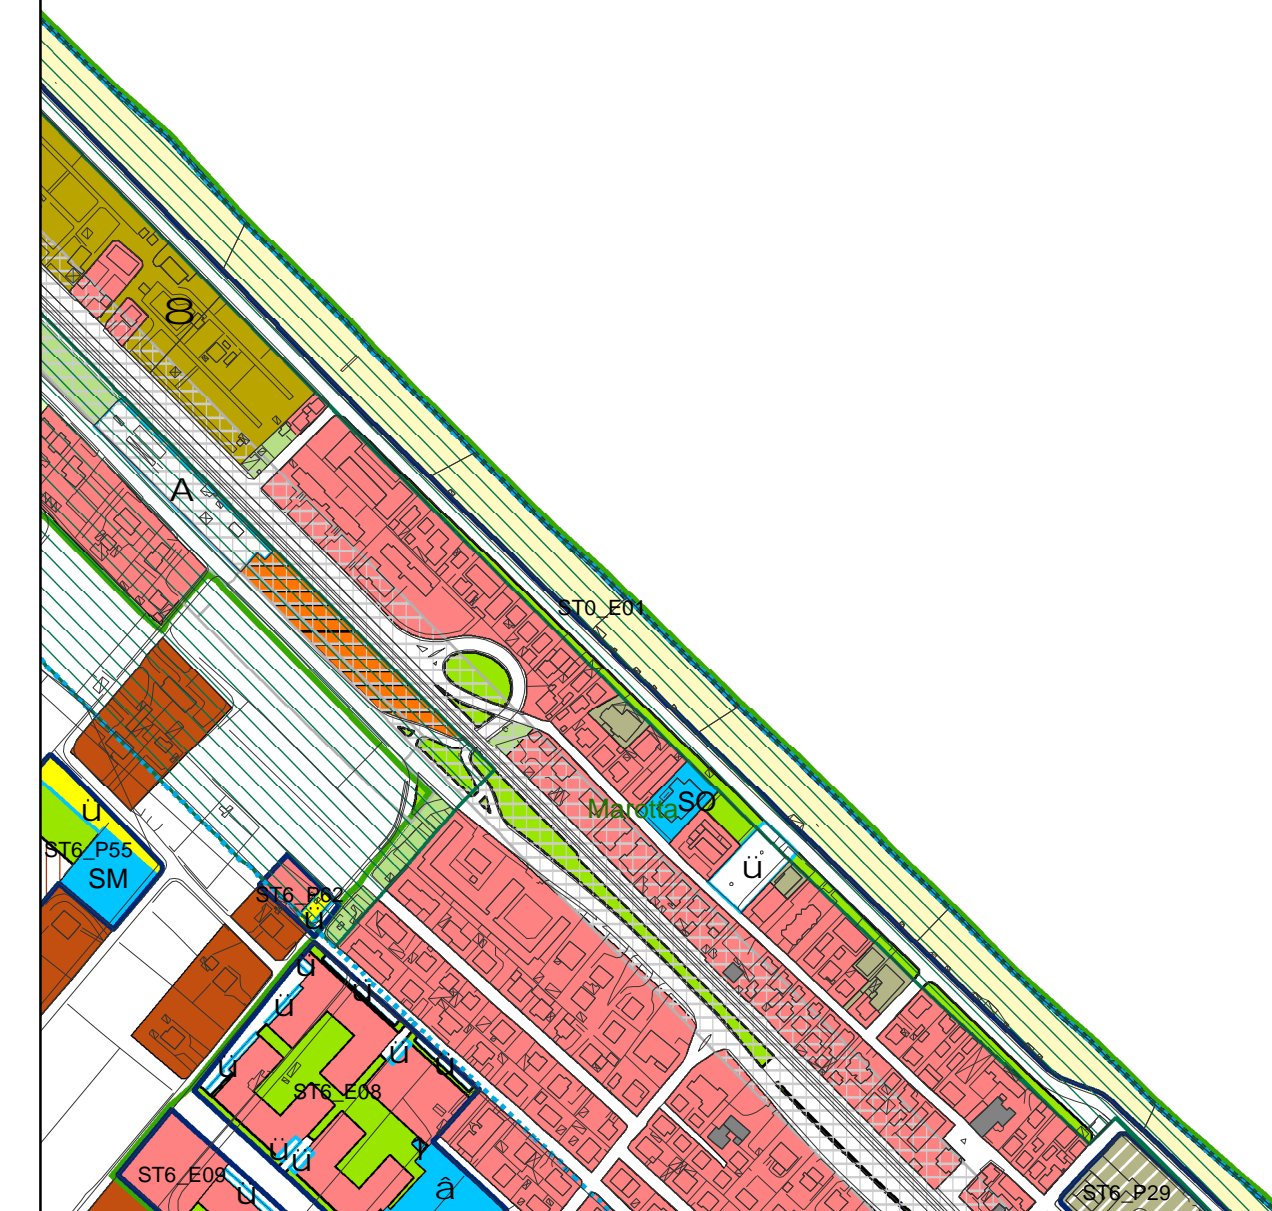 8
A
ST0_E01
Marotta
SO
ü
ü
ST6_P55
SM
ST6_P62
ü
ü
ü
ü
ü
ü
ü
ST6_E08
ü
ü
ST6_E09
ü
â
ST6_P29